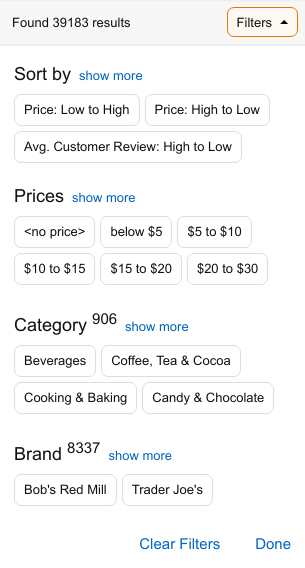 Found 39183 results
Filters
Sort by show more
Price: Low to High Price: High to Low
Avg. Customer Review: High to Low
Prices show more
<no price> below $5 $5 to $10
$10 to $15 $15 to $20 $20 to $30
Category 906 show more
Beverages Coffee, Tea & Cocoa
Cooking & Baking Candy & Chocolate
Brand 8337 show more
Bob's Red Mill Trader Joe's
Clear Filters Done